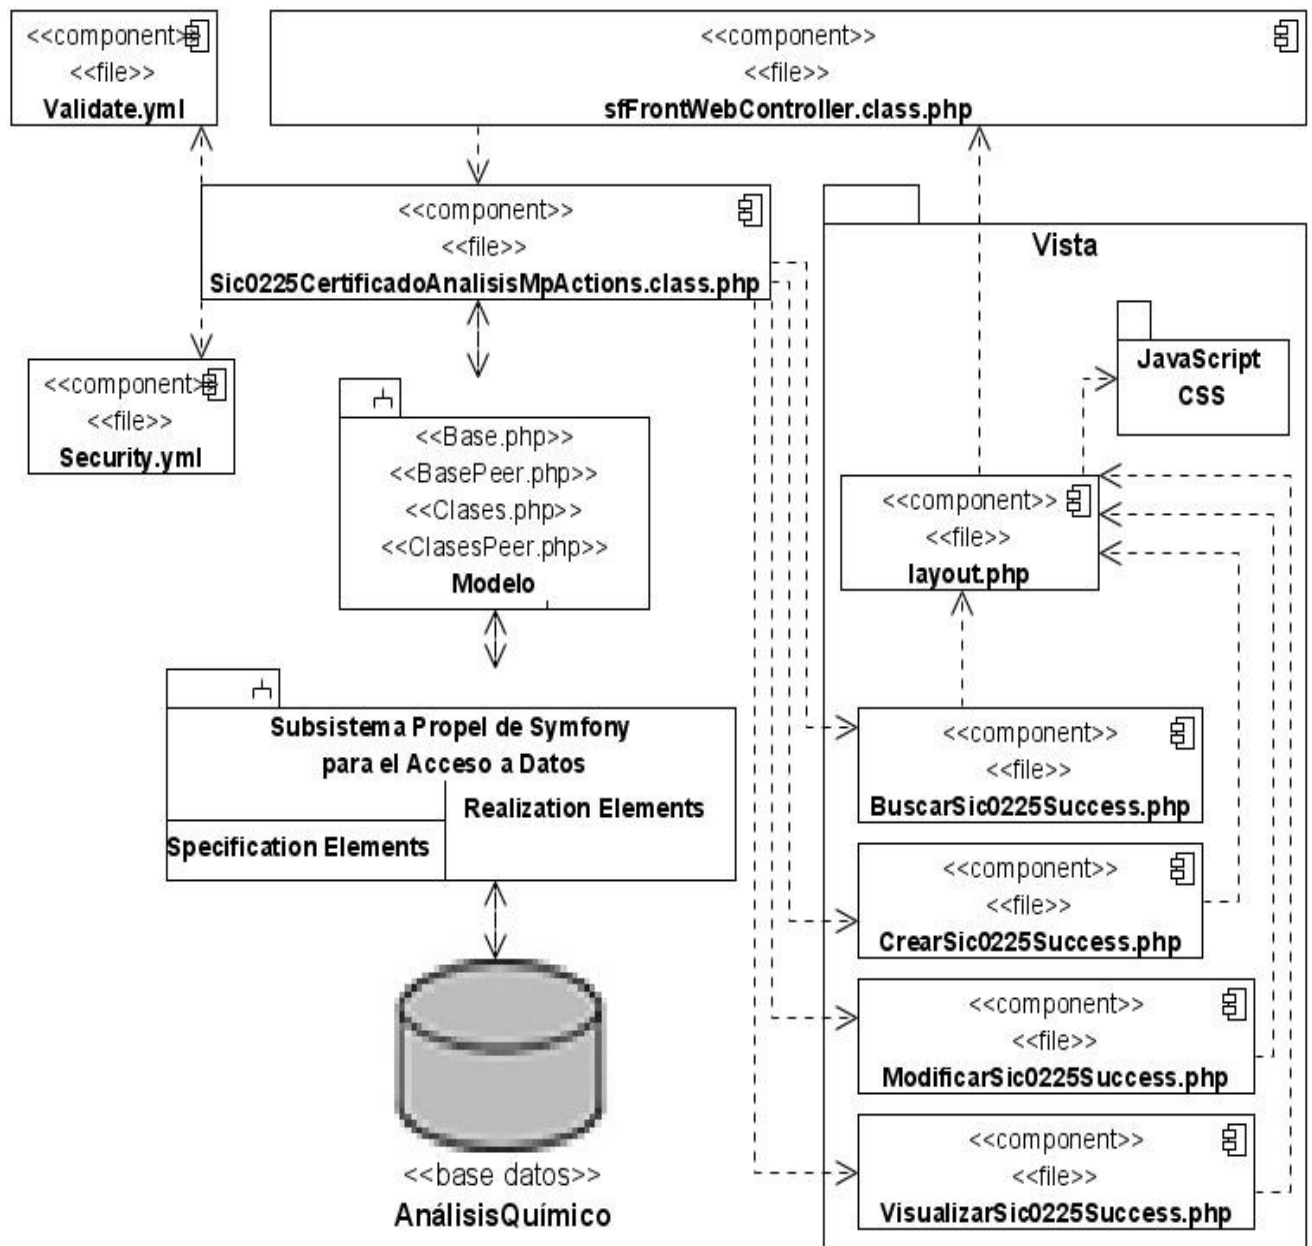 <<component>>
<<file>>
Validate.yml
<<component>>
<<file>>
sfFrontWebController.class.php
<<component>>
<<file>>
Sic0225CertificadoAnalisisMpActions.class.php
Vista
<<component>>
<<file>>
Security.yml
JavaScript
CSS
<<Base.php>>
<<BasePeer.php>>
<<Clases.php>>
<<ClasesPeer.php>>
Modelo
<<component>>
<<file>>
layout.php
Subsistema Propel de Symfony
para el Acceso a Datos
Realization Elements
Specification Elements
<<component>>
<<file>>
BuscarSic0225Success.php
<<component>>
<<file>>
CrearSic0225Success.php
<<component>>
<<file>>
ModificarSic0225Success.php
<<component>>
<<file>>
VisualizarSic0225Success.php
<<base datos>>
AnálisisQuímico